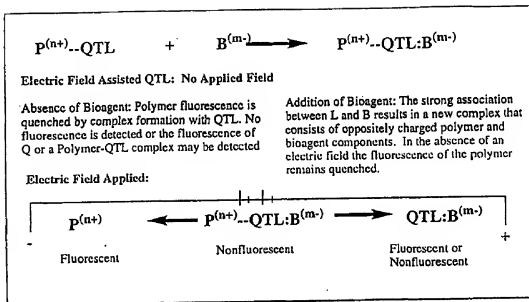 P(n+)--QTL + B(m-) P(n+)--QTL:B(m-)
Electric Field Assisted QTL: No Applied Field
Absence of Bioagent: Polymer fluorescence is
quenched by complex formation with QTL. No
fluorescence is detected or the fluorescence of
Q or a Polymer-QTL complex may be detected
Addition of Bioagent: The strong association
between L and B results in a new complex that
consists of oppositely charged polymer and
bioagent components. In the absence of an
electric field the fluorescence of the polymer
remains quenched.
Electric Field Applied:
P(n+) P(n+)--QTL:B(m-) QTL:B(m-)
- +
Fluorescent Nonfluorescent Fluorescent or
Nonfluorescent